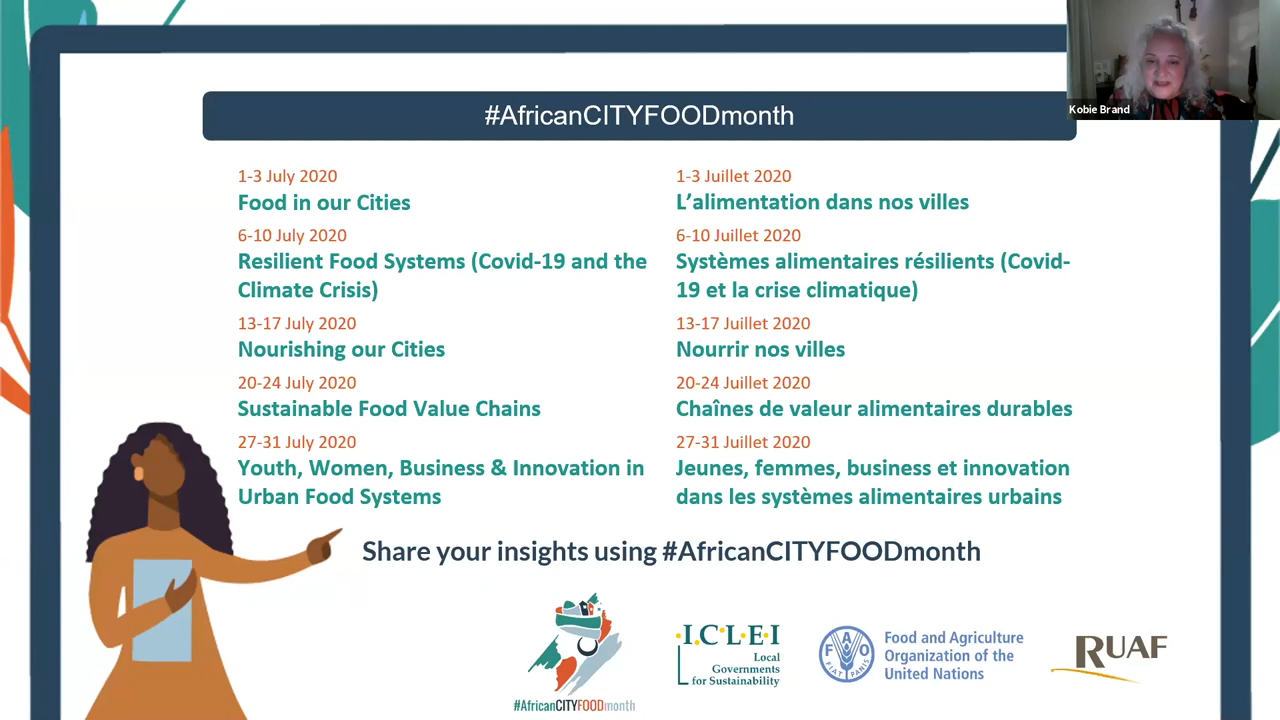 #AfricanCITYFOODmonth
Kobie Brand
1-3 July 2020
Food in our Cities
6-10 July 2020
Resilient Food Systems (Covid-19 and the
Climate Crisis)
13-17 July 2020
Nourishing our Cities
20-24 July 2020
Sustainable Food Value Chains
27-31 July 2020
Youth, Women, Business & Innovation in
Urban Food Systems
1-3 Juillet 2020
L’alimentation dans nos villes
6-10 Juillet 2020
Systèmes alimentaires résilients (Covid-
19 et la crise climatique)
13-17 Juillet 2020
Nourrir nos villes
20-24 Juillet 2020
Chaînes de valeur alimentaires durables
27-31 Juillet 2020
Jeunes, femmes, business et innovation
dans les systèmes alimentaires urbains
Share your insights using #AfricanCITYFOODmonth
#AfricanCITYFOODmonth
I.C.L.E.I
Local
Governments
for Sustainability
F A O
FIAT PANIS
Food and Agriculture
Organization of the
United Nations
RUAF